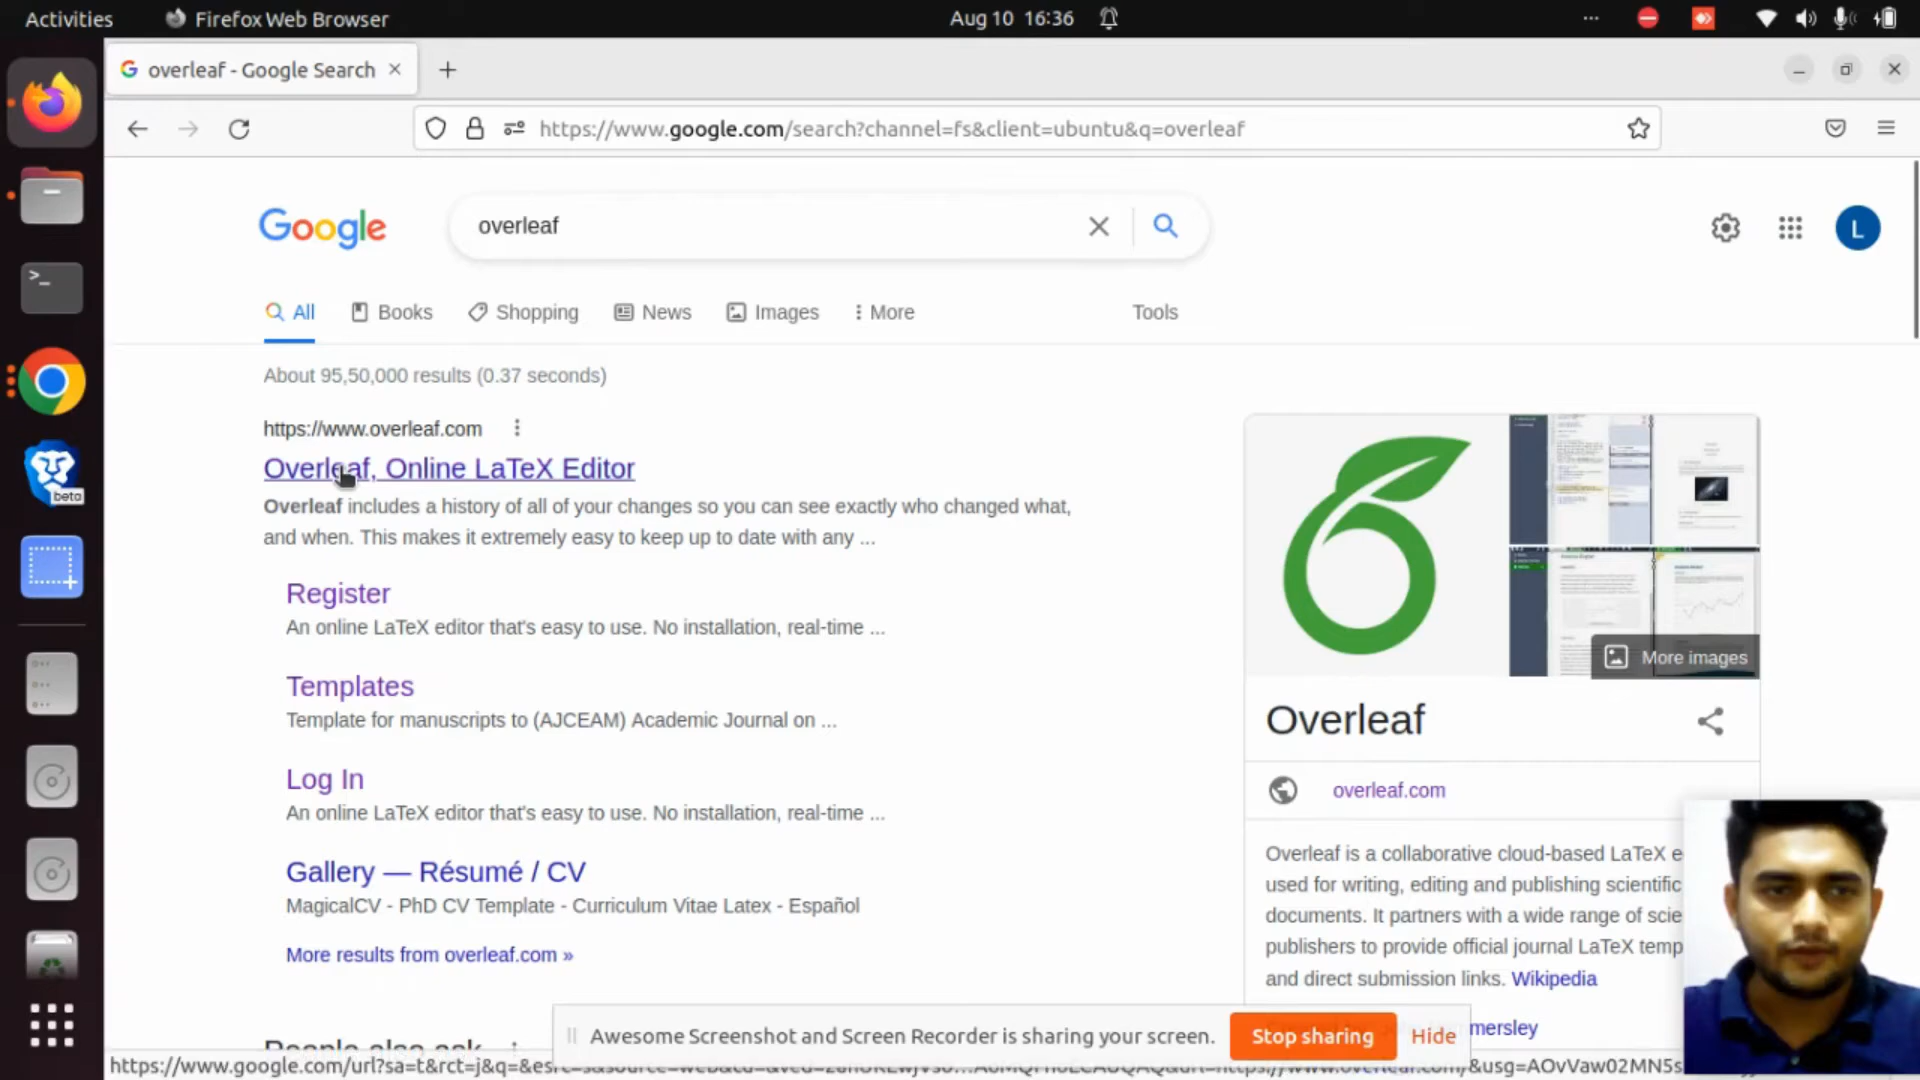 Activities
Firefox Web Browser
Aug 10 16:36
overleaf - Google Search
https://www.google.com/search?channel=fs&client=ubuntu&q=overleaf
Google
overleaf
L
All
Books
Shopping
News
Images
More
Tools
About 95,50,000 results (0.37 seconds)
https://www.overleaf.com
Overleaf, Online LaTeX Editor
Overleaf includes a history of all of your changes so you can see exactly who changed what,
and when. This makes it extremely easy to keep up to date with any ...
Register
An online LaTeX editor that's easy to use. No installation, real-time ...
Templates
Template for manuscripts to (AJCEAM) Academic Journal on ...
Log In
An online LaTeX editor that's easy to use. No installation, real-time ...
Gallery — Résumé / CV
MagicalCV - PhD CV Template - Curriculum Vitae Latex - Español
More results from overleaf.com »
People also ask
beta
More images
Overleaf
overleaf.com
Overleaf is a collaborative cloud-based LaTeX e
used for writing, editing and publishing scientific
documents. It partners with a wide range of scie
publishers to provide official journal LaTeX temp
and direct submission links. Wikipedia
mersley
Awesome Screenshot and Screen Recorder is sharing your screen.
Stop sharing
Hide